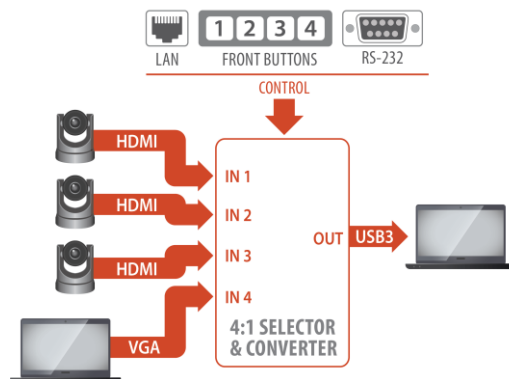 1 2 3 4
LAN FRONT BUTTONS RS-232
CONTROL
HDMI
IN 1
HDMI
IN 2
OUT USB3
HDMI
IN 3
IN 4
4:1 SELECTOR
& CONVERTER
VGA